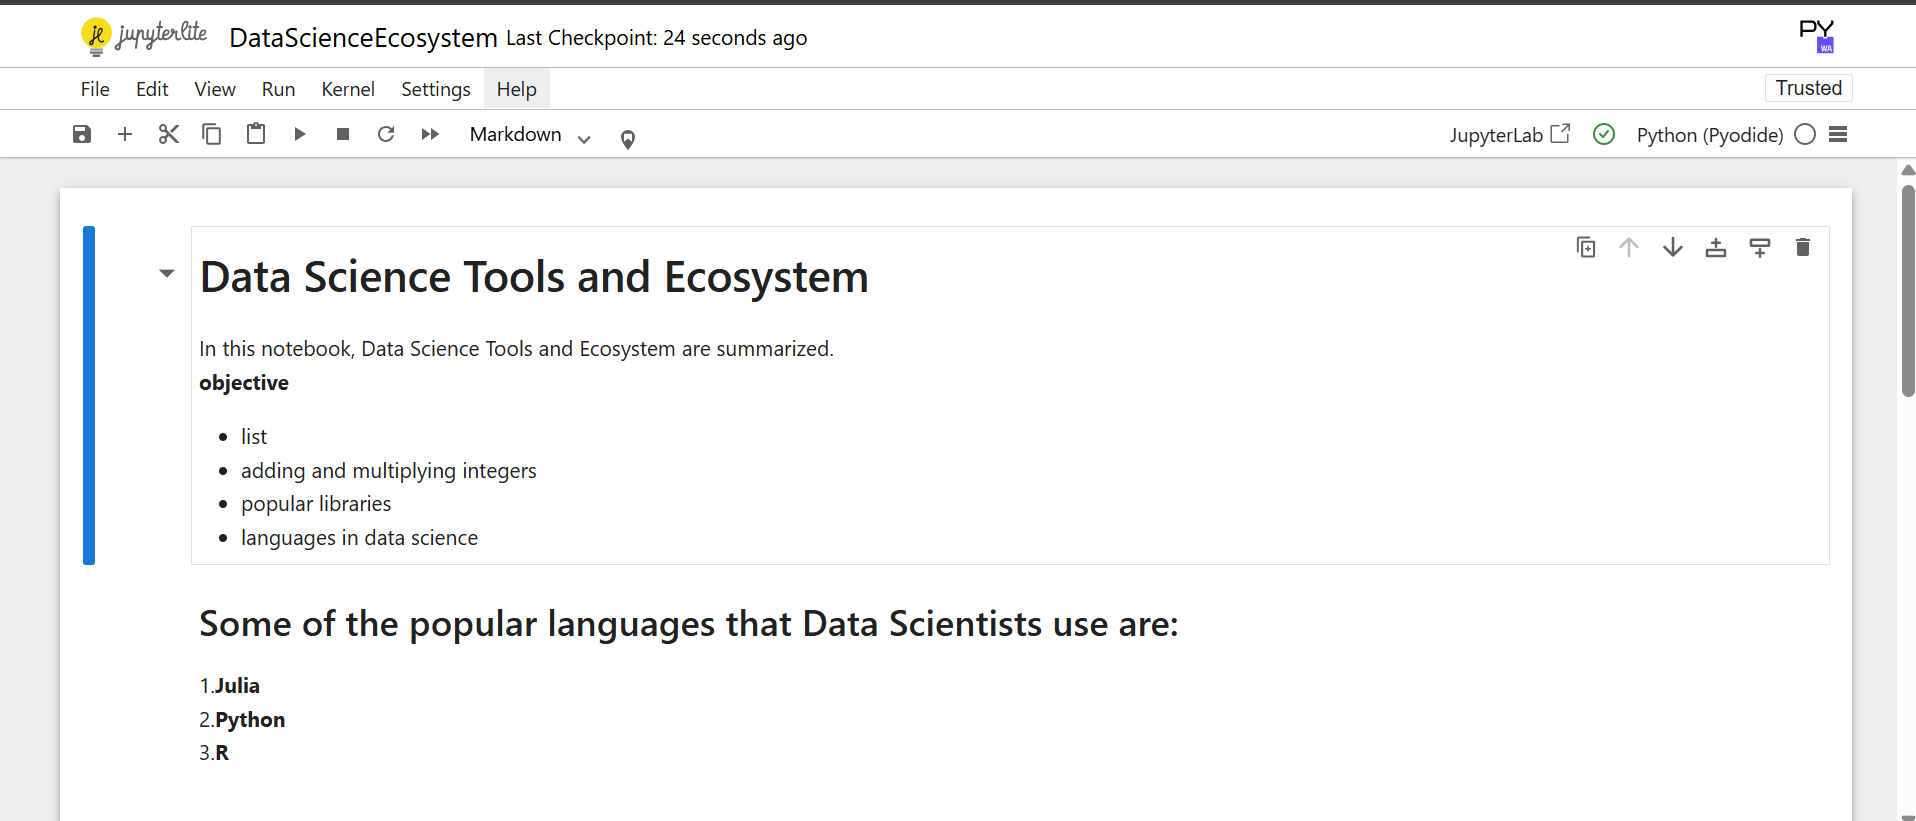 jupyterlite DataScienceEcosystem Last Checkpoint: 24 seconds ago PY WA
File Edit View Run Kernel Settings Help Trusted
Markdown JupyterLab Python (Pyodide)
Data Science Tools and Ecosystem
In this notebook, Data Science Tools and Ecosystem are summarized.
objective
• list
• adding and multiplying integers
• popular libraries
• languages in data science
Some of the popular languages that Data Scientists use are:
1.Julia
2.Python
3.R